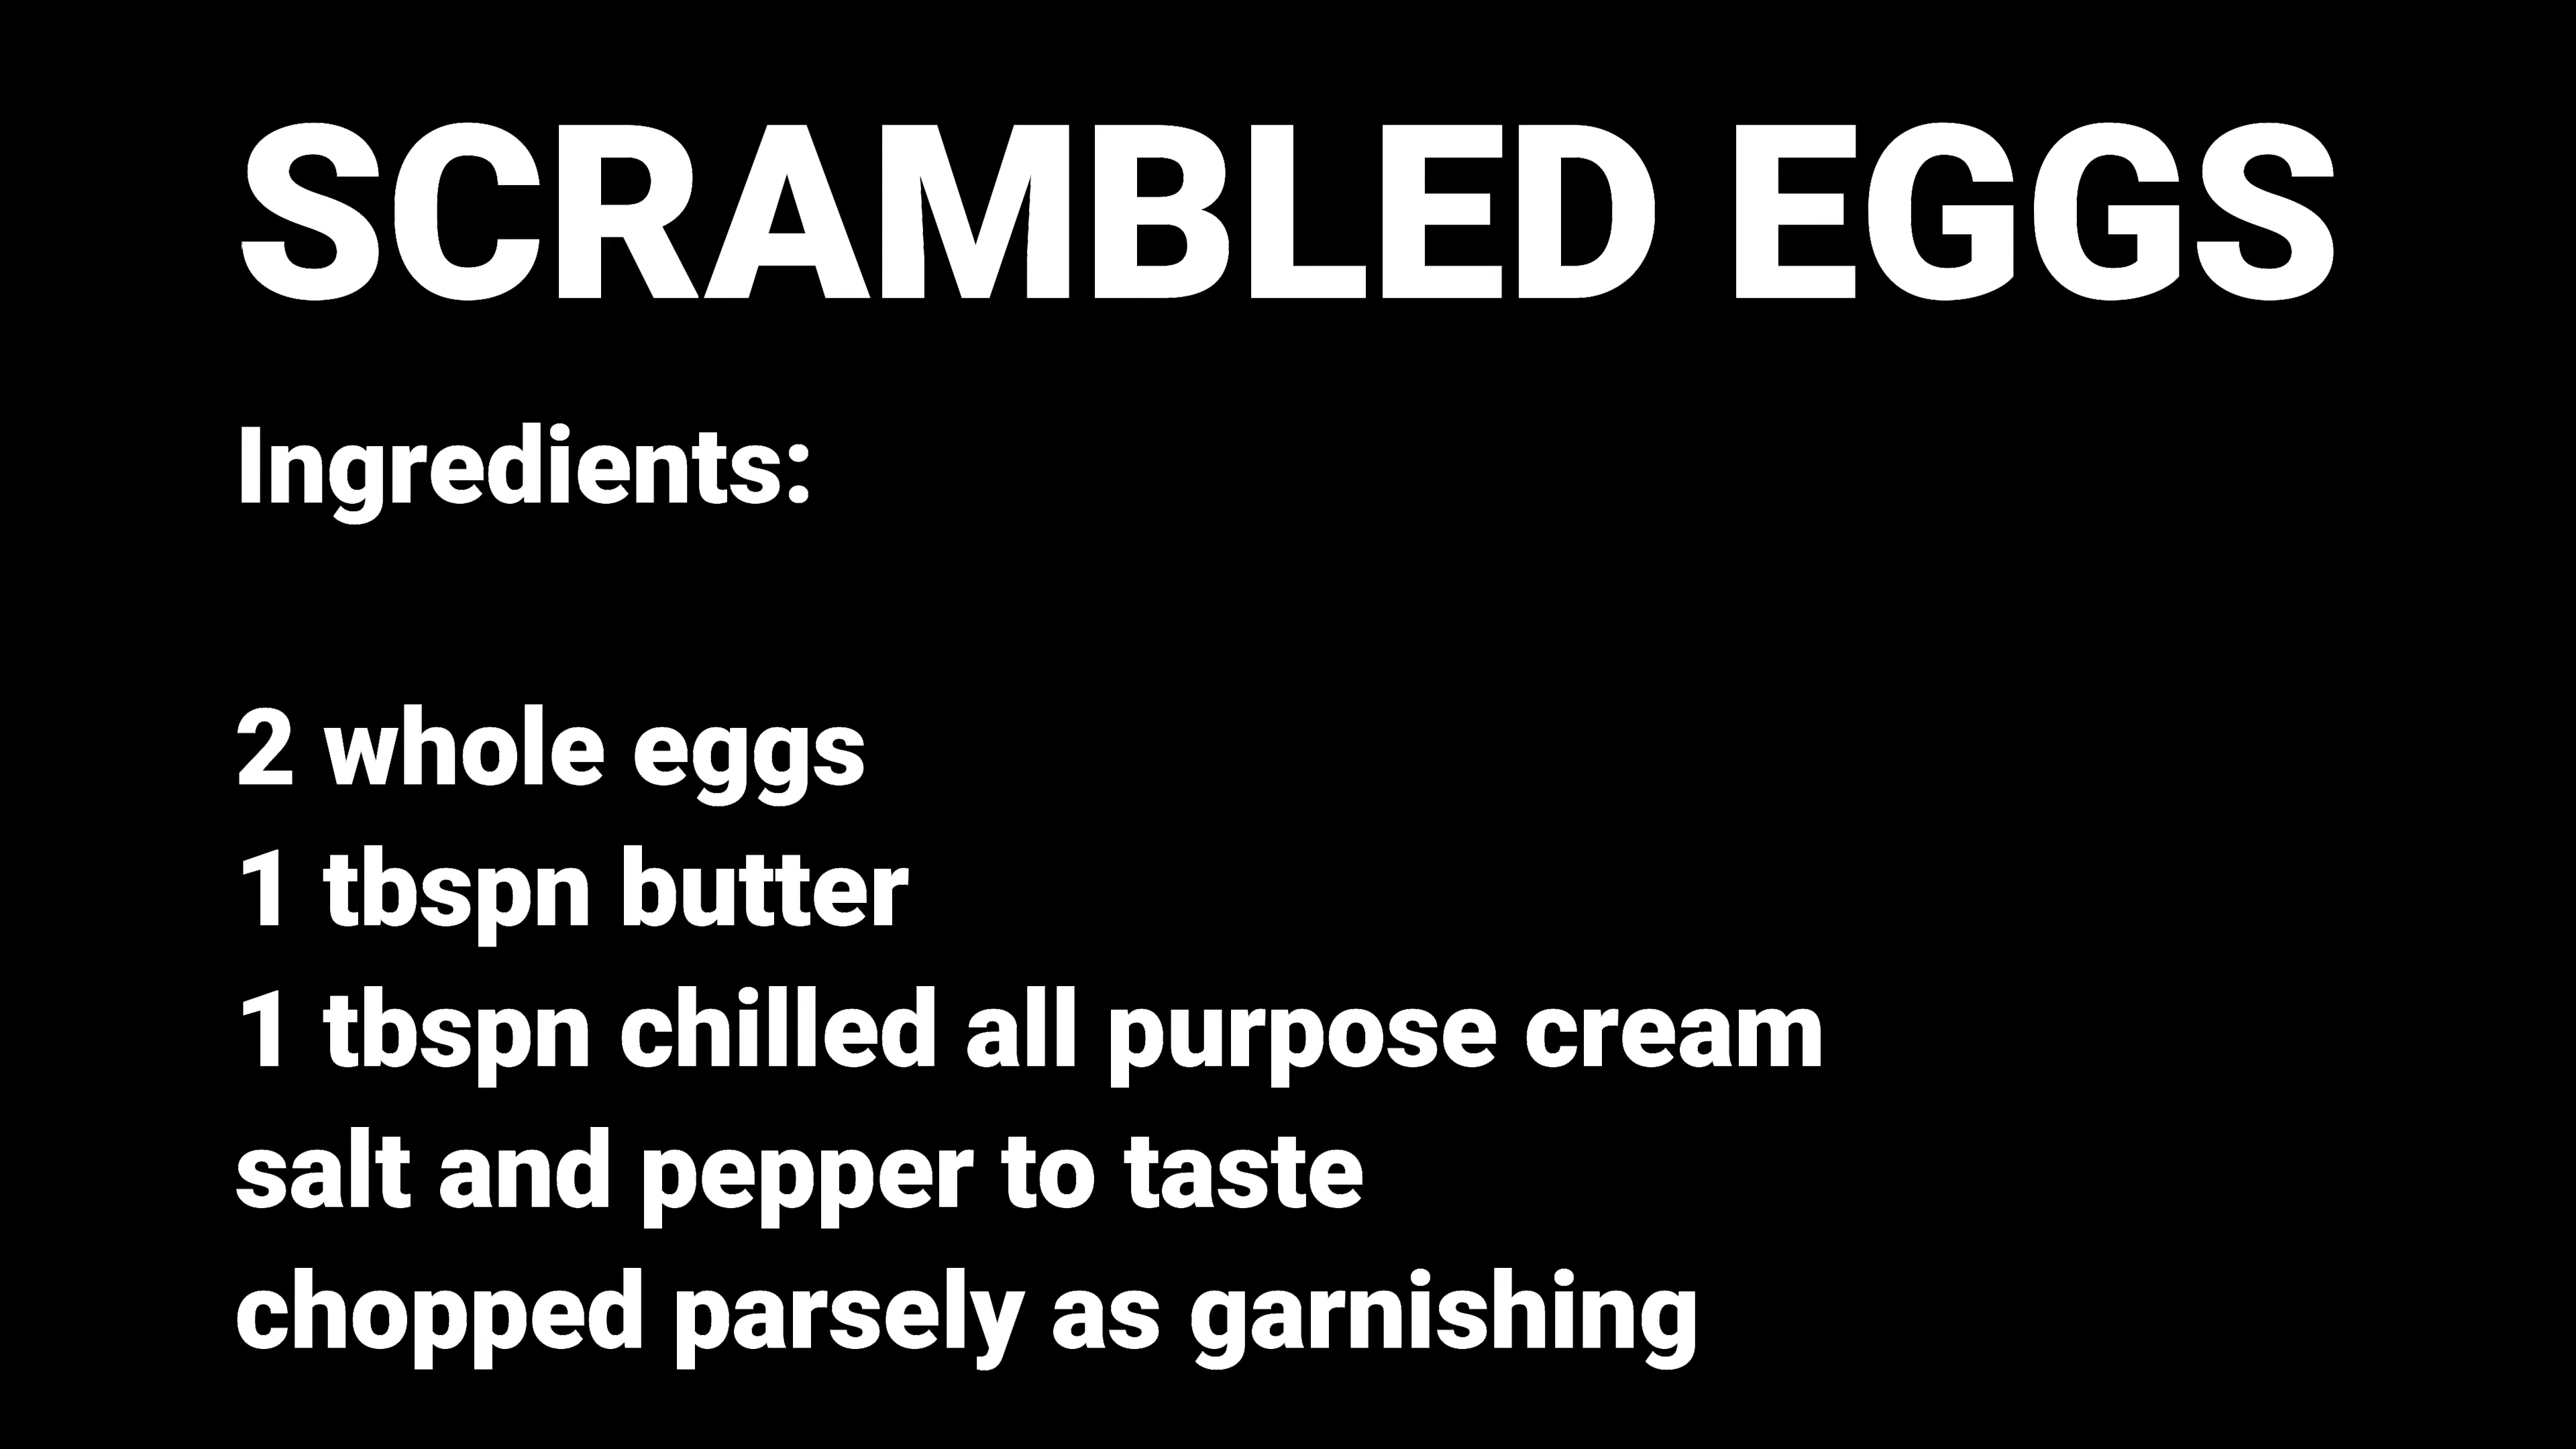 SCRAMBLED EGGS
Ingredients:
2 whole eggs
1 tbspn butter
1 tbspn chilled all purpose cream
salt and pepper to taste
chopped parsely as garnishing